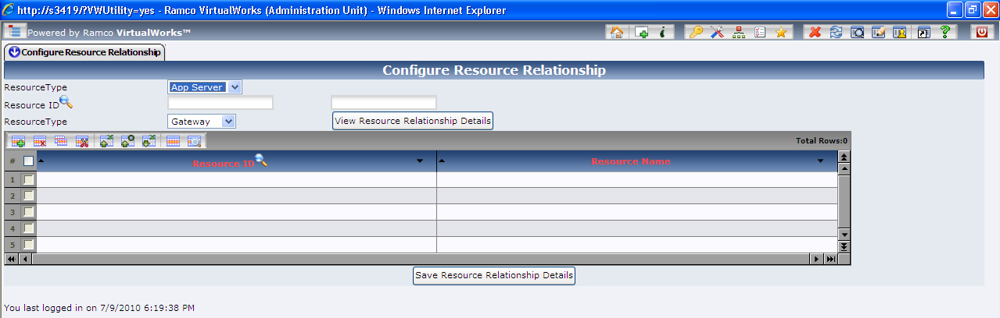 http://s3419/?VWUtility=yes - Ramco VirtualWorks (Administration Unit) - Windows Internet Explorer
Powered by Ramco VirtualWorks™
Configure Resource Relationship
Configure Resource Relationship
ResourceType App Server
Resource ID
ResourceType Gateway View Resource Relationship Details
Total Rows:0
# Resource ID Resource Name
1
2
3
4
5
Save Resource Relationship Details
You last logged in on 7/9/2010 6:19:38 PM